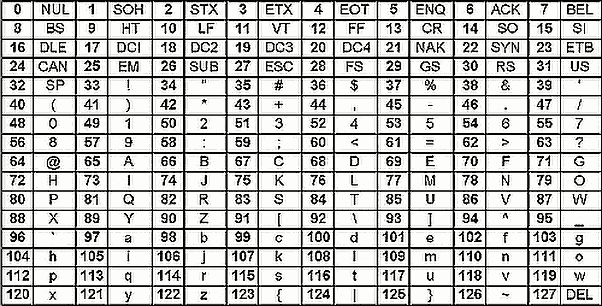 0 NUL 1 SOH 2 STX 3 ETX 4 EOT 5 ENQ 6 ACK 7 BEL
8 BS 9 HT 10 LF 11 VT 12 FF 13 CR 14 SO 15 SI
16 DLE 17 DCI 18 DC2 19 DC3 20 DC4 21 NAK 22 SYN 23 ETB
24 CAN 25 EM 26 SUB 27 ESC 28 FS 29 GS 30 RS 31 US
32 SP 33 ! 34 " 35 # 36 $ 37 % 38 & 39 '
40 ( 41 ) 42 * 43 + 44 , 45 - 46 . 47 /
48 0 49 1 50 2 51 3 52 4 53 5 54 6 55 7
56 8 57 9 58 : 59 ; 60 < 61 = 62 > 63 ?
64 @ 65 A 66 B 67 C 68 D 69 E 70 F 71 G
72 H 73 I 74 J 75 K 76 L 77 M 78 N 79 O
80 P 81 Q 82 R 83 S 84 T 85 U 86 V 87 W
88 X 89 Y 90 Z 91 [ 92 \ 93 ] 94 ^ 95 _
96 ` 97 a 98 b 99 c 100 d 101 e 102 f 103 g
104 h 105 i 106 j 107 k 108 l 109 m 110 n 111 o
112 p 113 q 114 r 115 s 116 t 117 u 118 v 119 w
120 x 121 y 122 z 123 { 124 | 125 } 126 ~ 127 DEL